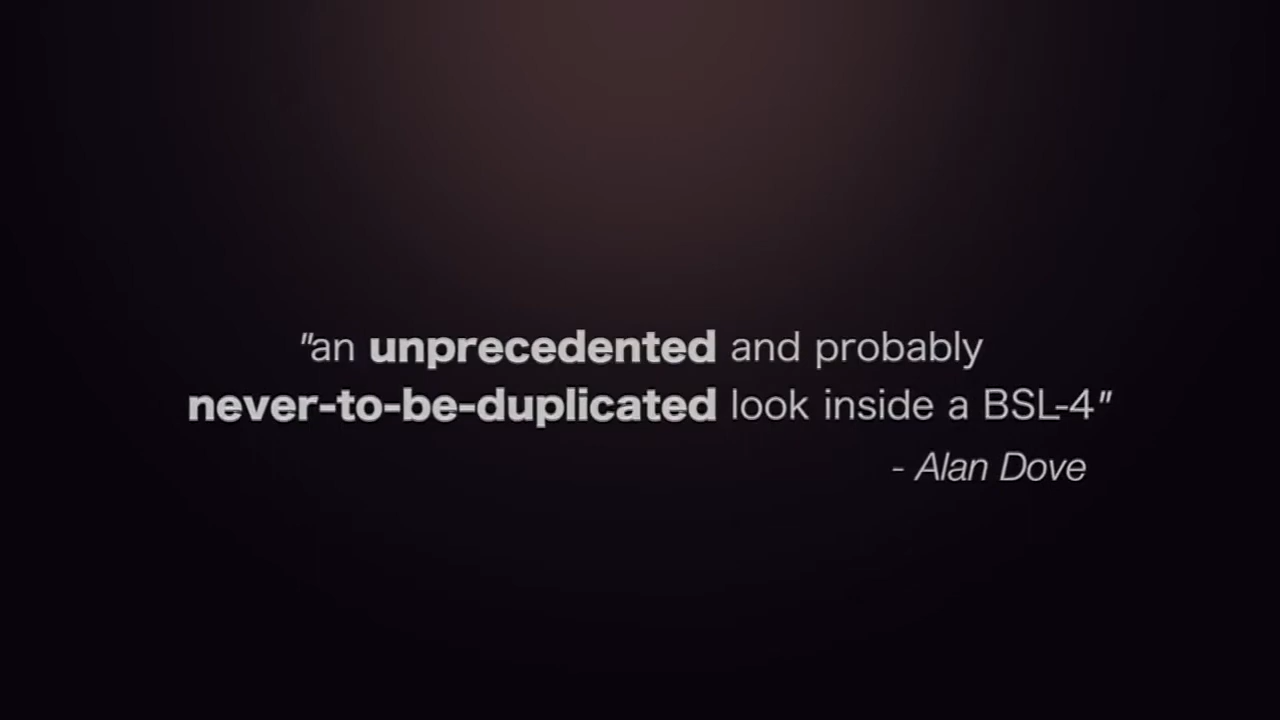 "an unprecedented and probably
never-to-be-duplicated look inside a BSL-4"
- Alan Dove